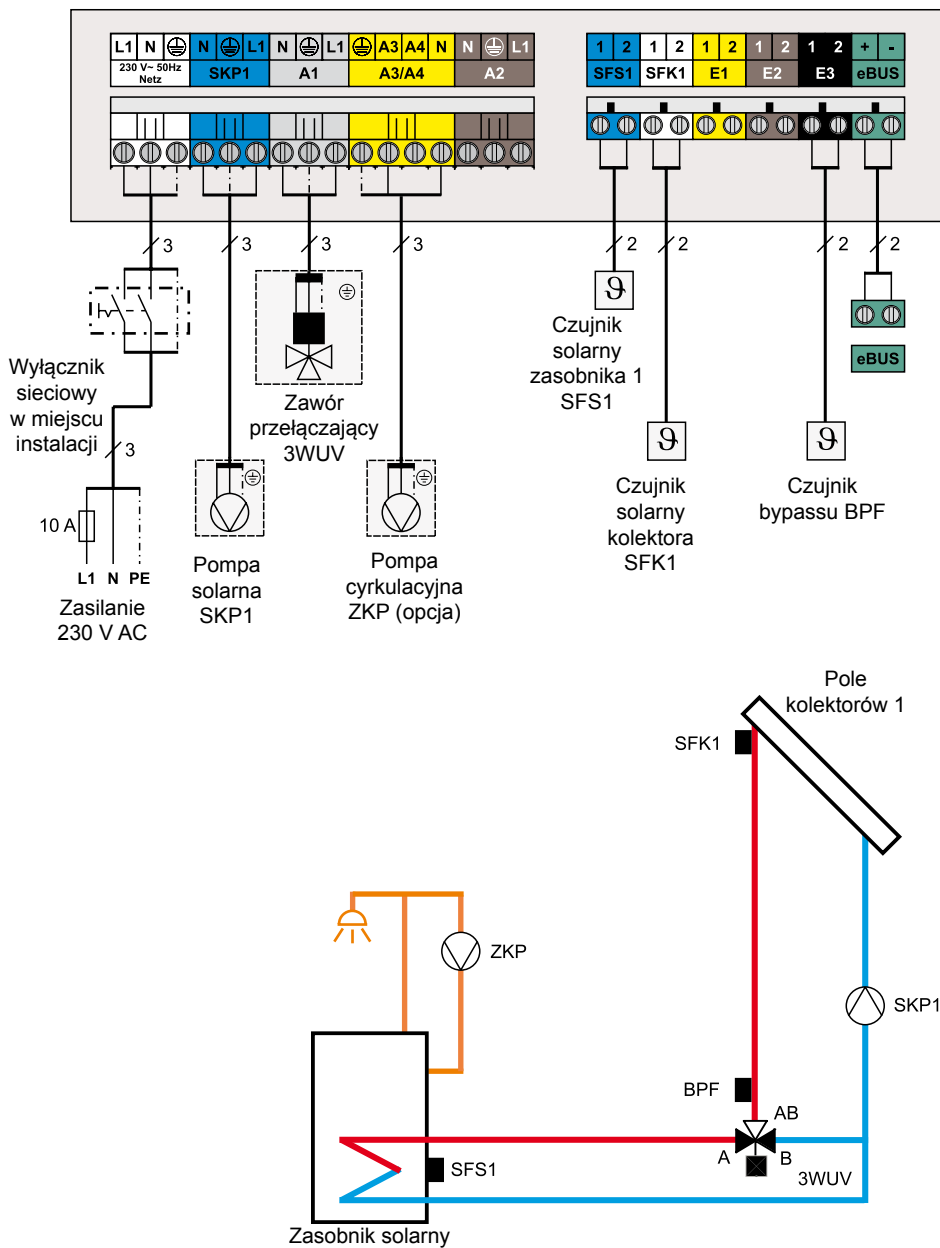 L1 N N L1 N L1 A3 A4 N N L1
230 V~ 50Hz
Netz
SKP1 A1 A3/A4 A2
1 2 1 2 1 2 1 2 1 2 + -
SFS1 SFK1 E1 E2 E3 eBUS
3 3 3 3 2 2 2 2
ϑ
Czujnik
solarny
zasobnika 1
SFS1
eBUS
Wyłącznik
sieciowy
w miejscu
instalacji
3
Zawór
przełączający
3WUV
ϑ
Czujnik
solarny
kolektora
SFK1
ϑ
Czujnik
bypassu BPF
10 A
L1 N PE
Zasilanie
230 V AC
Pompa
solarna
SKP1
Pompa
cyrkulacyjna
ZKP (opcja)
Pole
kolektorów 1
SFK1
ZKP
SKP1
BPF
AB
A
B
3WUV
SFS1
Zasobnik solarny